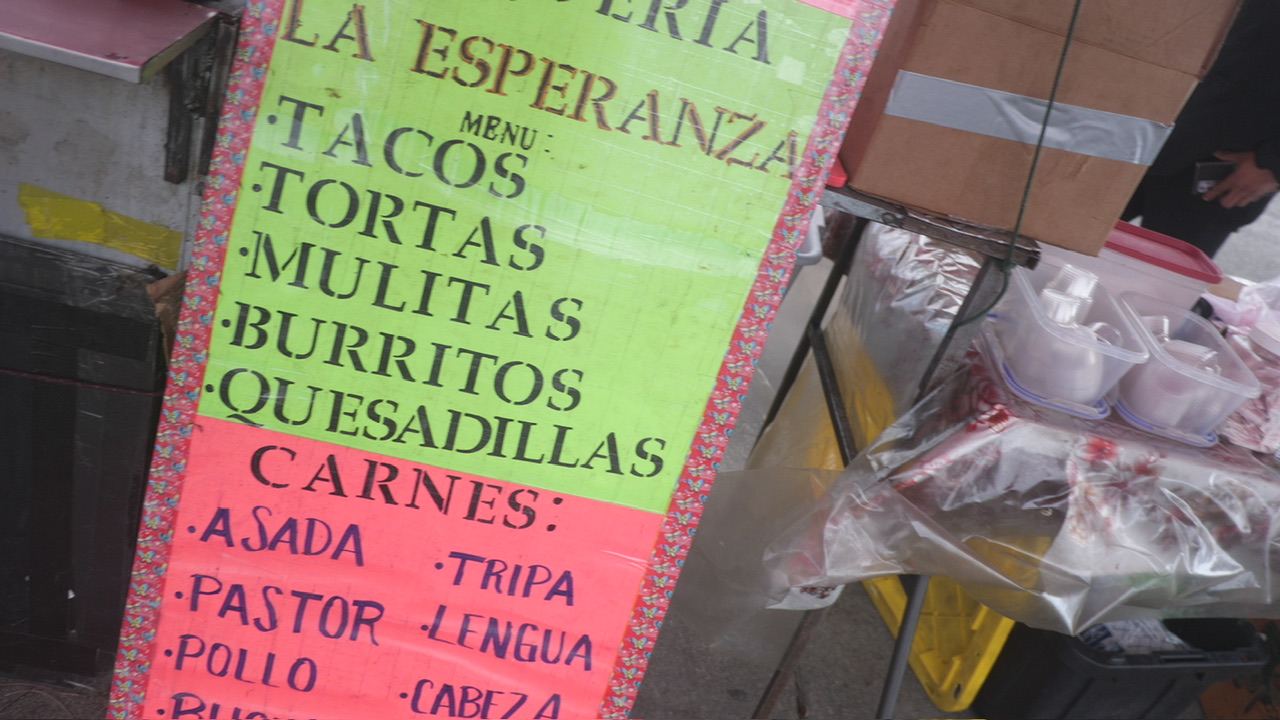 LA ESPERANZA
MENU:
·TACOS
·TORTAS
·MULITAS
·BURRITOS
·QUESADILLAS
CARNES:
·ASADA
·TRIPA
·PASTOR
·LENGUA
·POLLO
·CABEZA